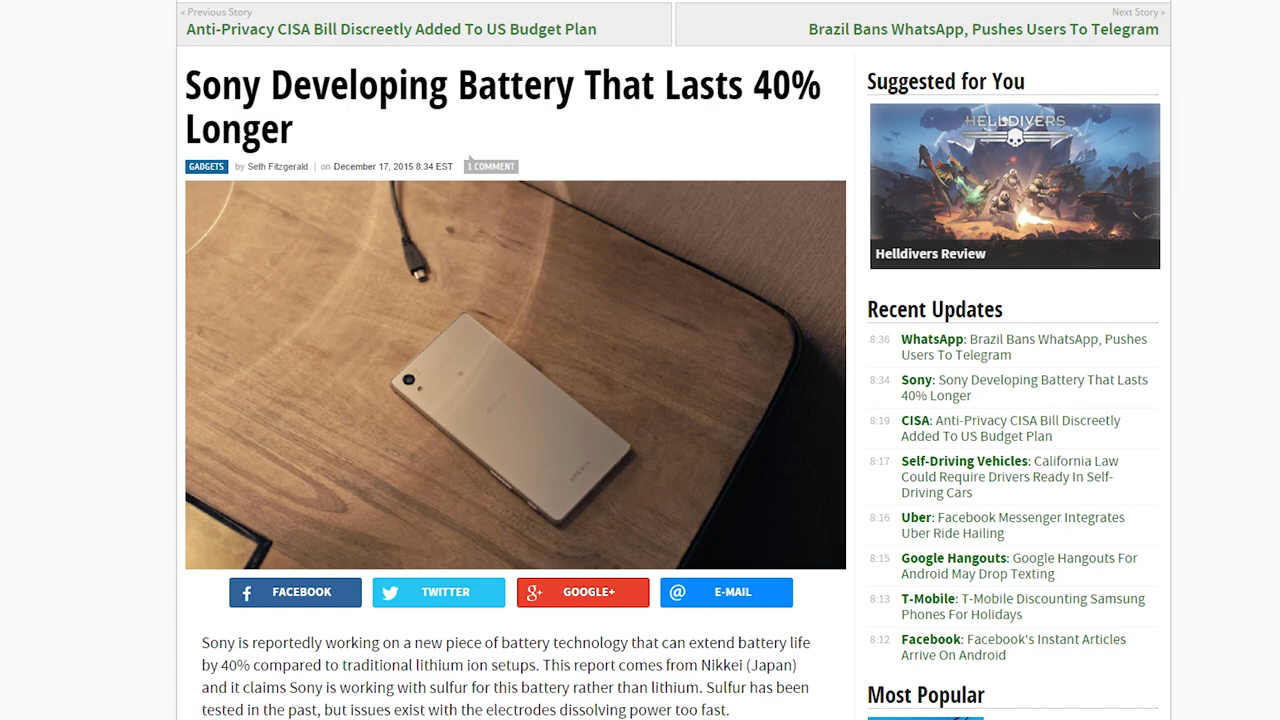 « Previous Story
Anti-Privacy CISA Bill Discreetly Added To US Budget Plan
Next Story »
Brazil Bans WhatsApp, Pushes Users To Telegram
Sony Developing Battery That Lasts 40%
Longer
GADGETS by Seth Fitzgerald | on December 17, 2015 8:34 EST 1 COMMENT
SONY
XPERIA
FACEBOOK
TWITTER
GOOGLE+
E-MAIL
Sony is reportedly working on a new piece of battery technology that can extend battery life
by 40% compared to traditional lithium ion setups. This report comes from Nikkei (Japan)
and it claims Sony is working with sulfur for this battery rather than lithium. Sulfur has been
tested in the past, but issues exist with the electrodes dissolving power too fast.
Suggested for You
HELLDIVERS
Helldivers Review
Recent Updates
8:36 WhatsApp: Brazil Bans WhatsApp, Pushes
Users To Telegram
8:34 Sony: Sony Developing Battery That Lasts
40% Longer
8:19 CISA: Anti-Privacy CISA Bill Discreetly
Added To US Budget Plan
8:17 Self-Driving Vehicles: California Law
Could Require Drivers Ready In Self-
Driving Cars
8:16 Uber: Facebook Messenger Integrates
Uber Ride Hailing
8:15 Google Hangouts: Google Hangouts For
Android May Drop Texting
8:13 T-Mobile: T-Mobile Discounting Samsung
Phones For Holidays
8:12 Facebook: Facebook's Instant Articles
Arrive On Android
Most Popular